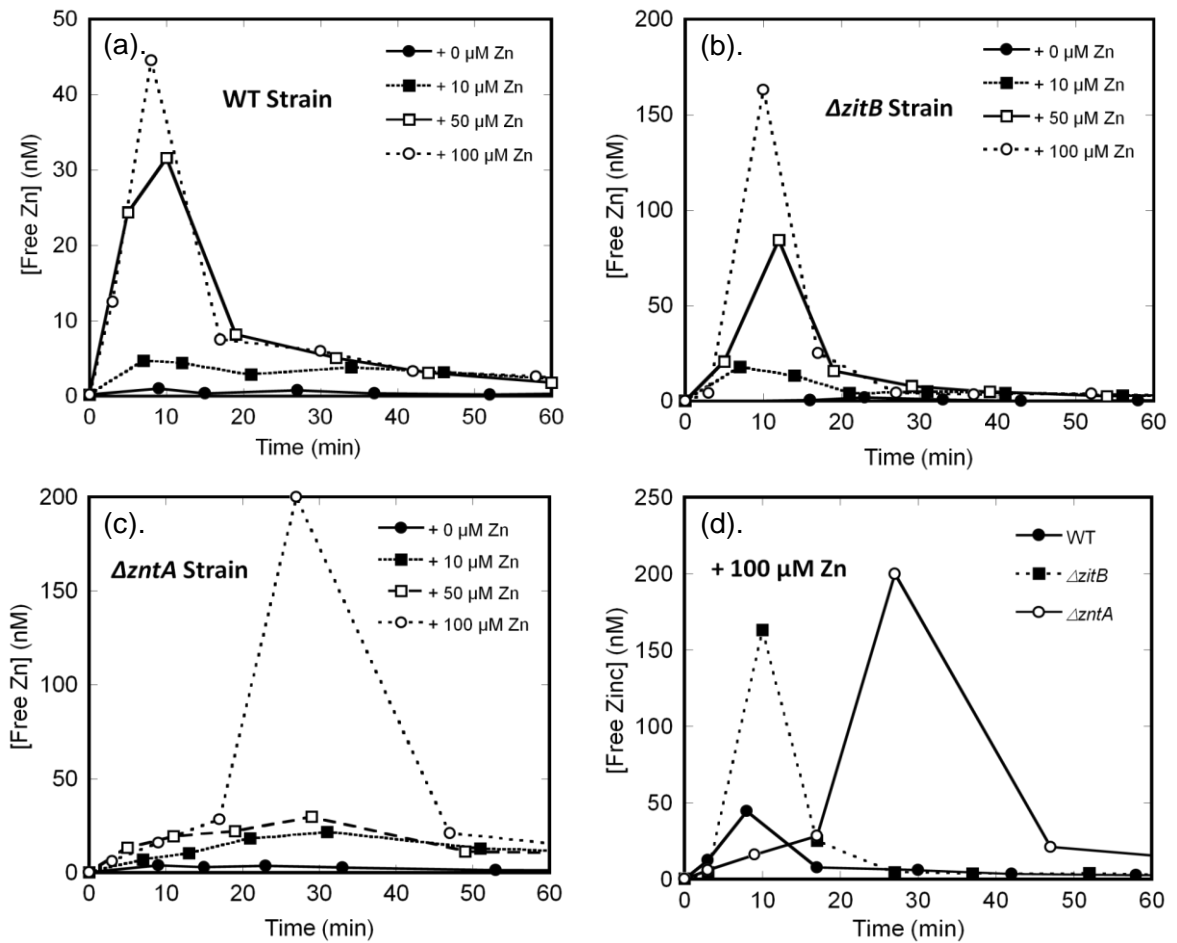 (a).
WT Strain
+ 0 µM Zn
+ 10 µM Zn
+ 50 µM Zn
+ 100 µM Zn
50
40
30
20
10
0
[Free Zn] (nM)
0 10 20 30 40 50 60
Time (min)
(b).
ΔzitB Strain
+ 0 µM Zn
+ 10 µM Zn
+ 50 µM Zn
+ 100 µM Zn
200
150
100
50
0
[Free Zn] (nM)
0 10 20 30 40 50 60
Time (min)
(c).
ΔzntA Strain
+ 0 µM Zn
+ 10 µM Zn
+ 50 µM Zn
+ 100 µM Zn
200
150
100
50
0
[Free Zn] (nM)
0 10 20 30 40 50 60
Time (min)
(d).
+ 100 µM Zn
WT
ΔzitB
ΔzntA
250
200
150
100
50
0
[Free Zinc] (nM)
0 10 20 30 40 50 60
Time (min)